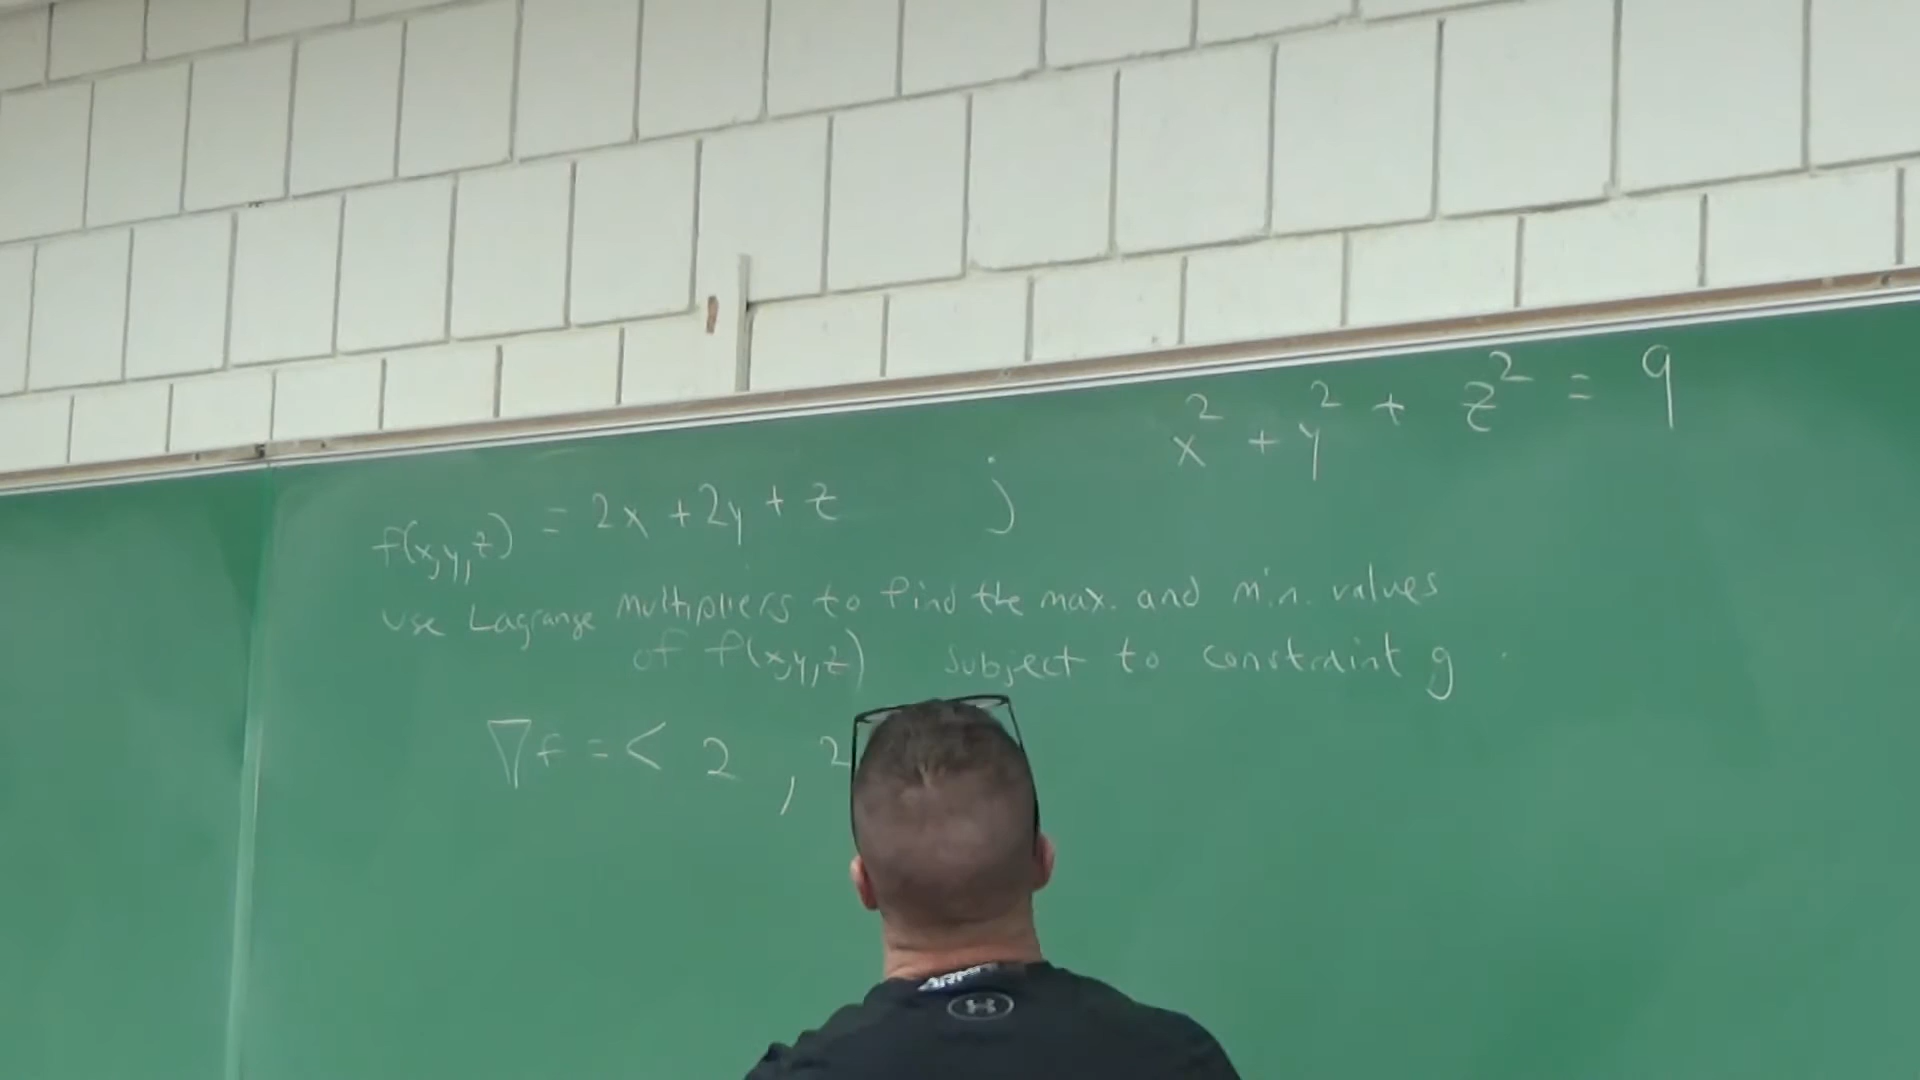 f(x,y,z) = 2x + 2y + z ; x² + y² + z² = 9
use Lagrange multipliers to find the max. and min. values
of f(x,y,z) subject to constraint g.
∇f = < 2 , 2